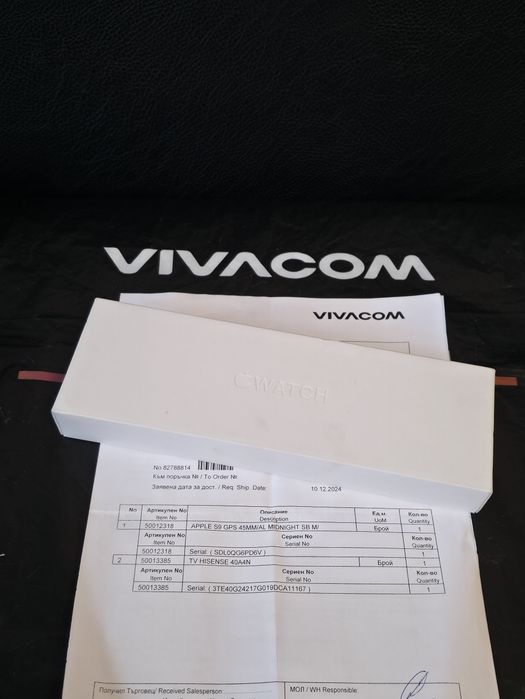 VIVACOM
VIVACOM
WATCH
No 82788814
Към поръчка № / To Order №
Заявена дата за дост. / Req. Ship. Date: 10.12.2024
No Артикулен No Описание Ед.м. Кол-во
Item No Description UoM Quantity
1 50012318 APPLE S9 GPS 45MM/AL MIDNIGHT SB M/ Брой 1
Артикулен No Сериен No Кол-во
Item No Serial No Quantity
50012318 Serial: ( SDL0QG6PD6V ) 1
2 50013385 TV HISENSE 40A4N Брой 1
Артикулен No Сериен No Кол-во
Item No Serial No Quantity
50013385 Serial: ( 3TE40G24217G019DCA11167 ) 1
Получил Търговец/ Received Salesperson
МОЛ / WH Responsible